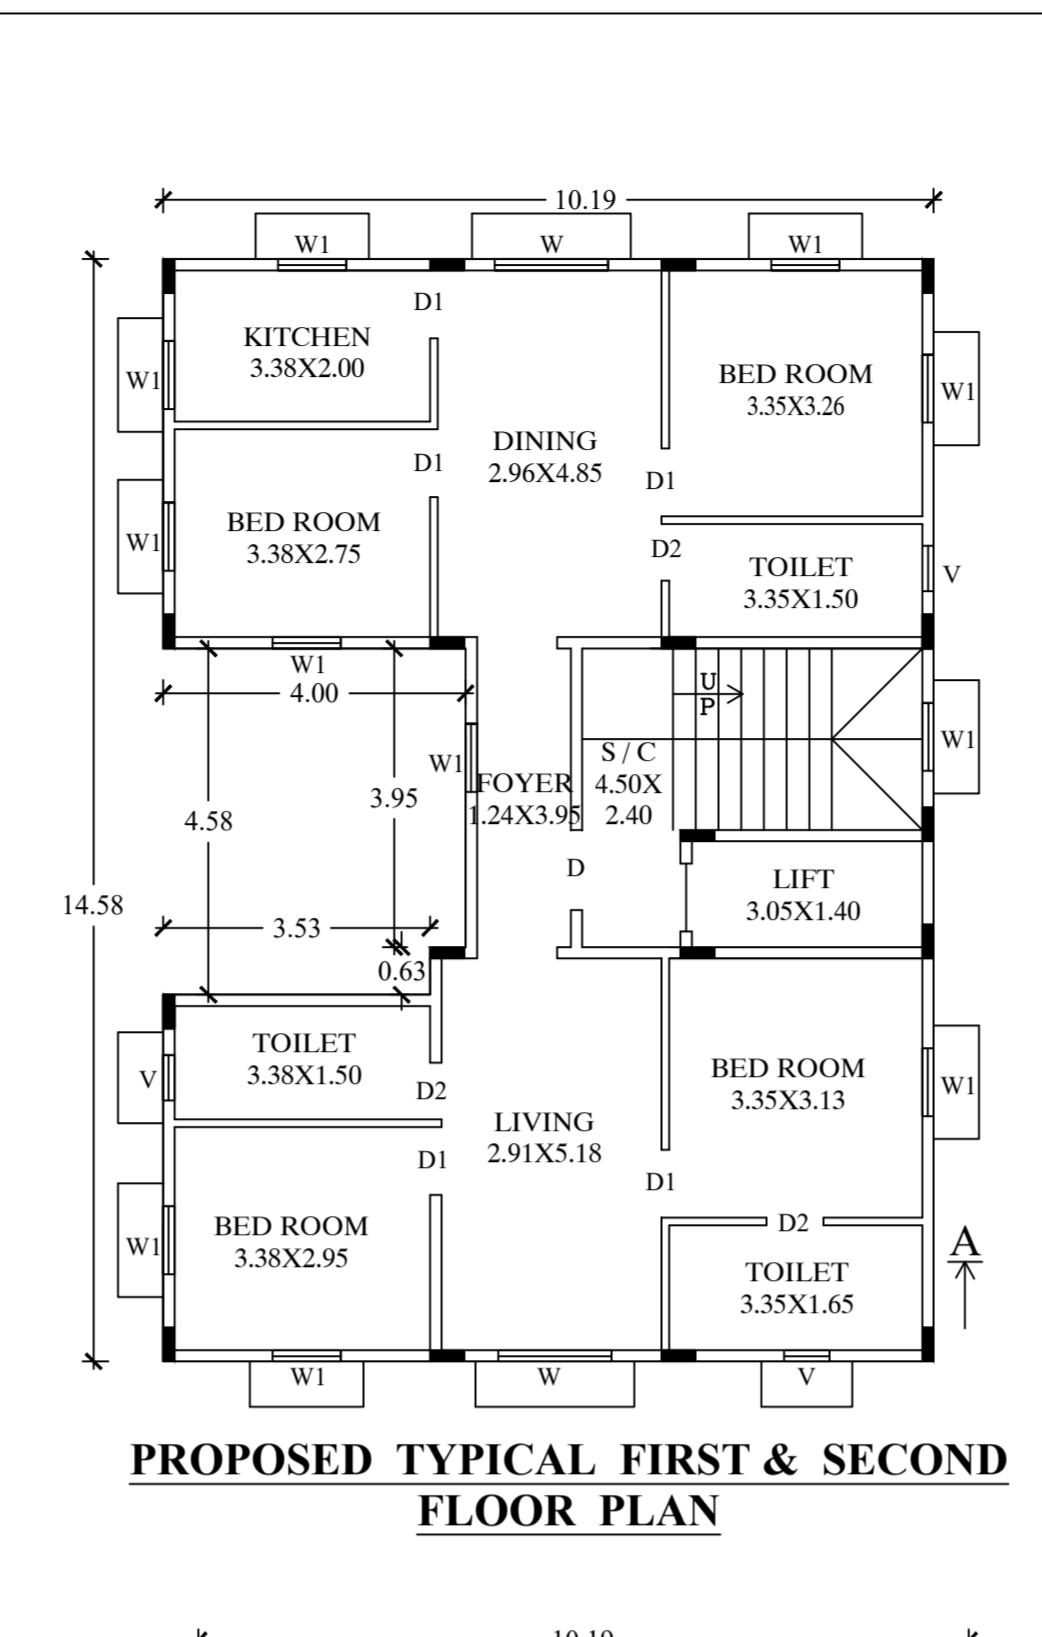 10.19
W1 W W1
D1
KITCHEN
3.38X2.00
W1
BED ROOM
3.35X3.26
W1
DINING
2.96X4.85
D1
D1
BED ROOM
3.38X2.75
W1
D2
TOILET
3.35X1.50
V
W1
4.00
UP
W1
W1
S / C
4.50X
2.40
FOYER
1.24X3.95
3.95
4.58
D
LIFT
3.05X1.40
14.58
3.53
0.63
TOILET
3.38X1.50
V
D2
BED ROOM
3.35X3.13
W1
LIVING
2.91X5.18
D1
D1
BED ROOM
3.38X2.95
W1
D2
A
TOILET
3.35X1.65
W1 W V
PROPOSED TYPICAL FIRST & SECOND
FLOOR PLAN
10.19